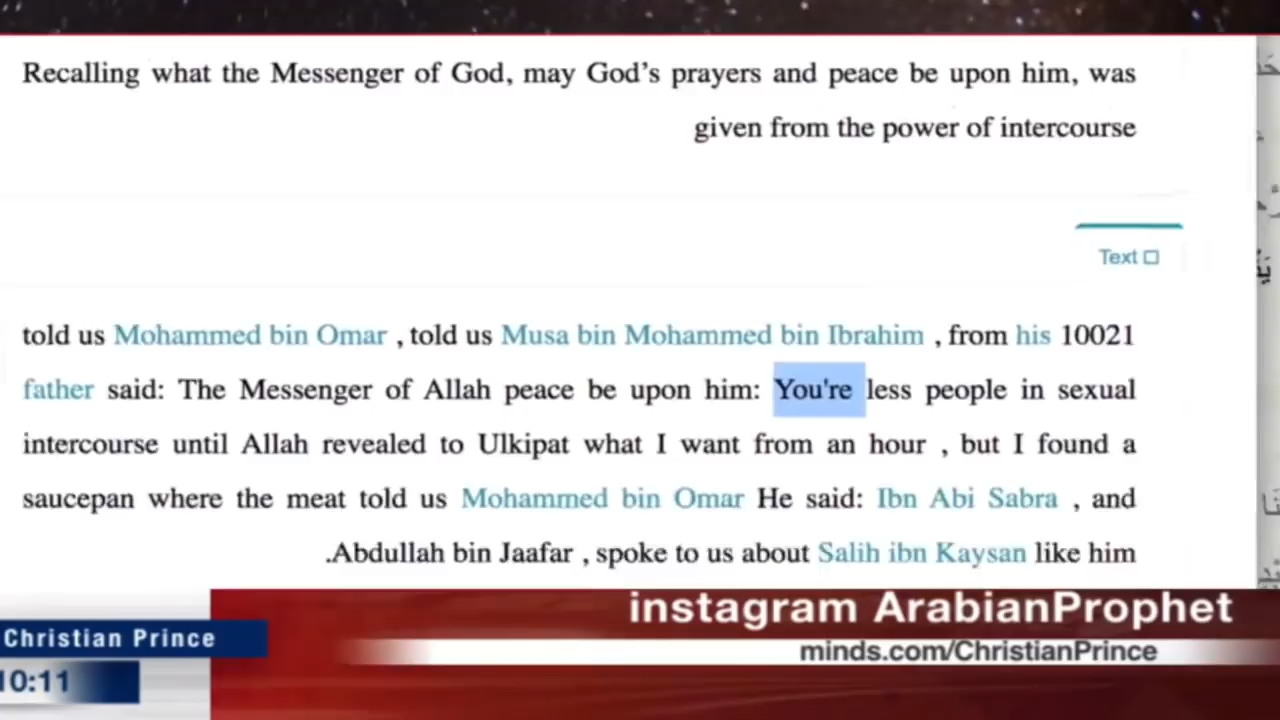 Recalling what the Messenger of God, may God's prayers and peace be upon him, was
given from the power of intercourse
Text
told us Mohammed bin Omar , told us Musa bin Mohammed bin Ibrahim , from his 10021
father said: The Messenger of Allah peace be upon him: You're less people in sexual
intercourse until Allah revealed to Ulkipat what I want from an hour , but I found a
saucepan where the meat told us Mohammed bin Omar He said: Ibn Abi Sabra , and
.Abdullah bin Jaafar , spoke to us about Salih ibn Kaysan like him
instagram ArabianProphet
Christian Prince
minds.com/ChristianPrince
10:11